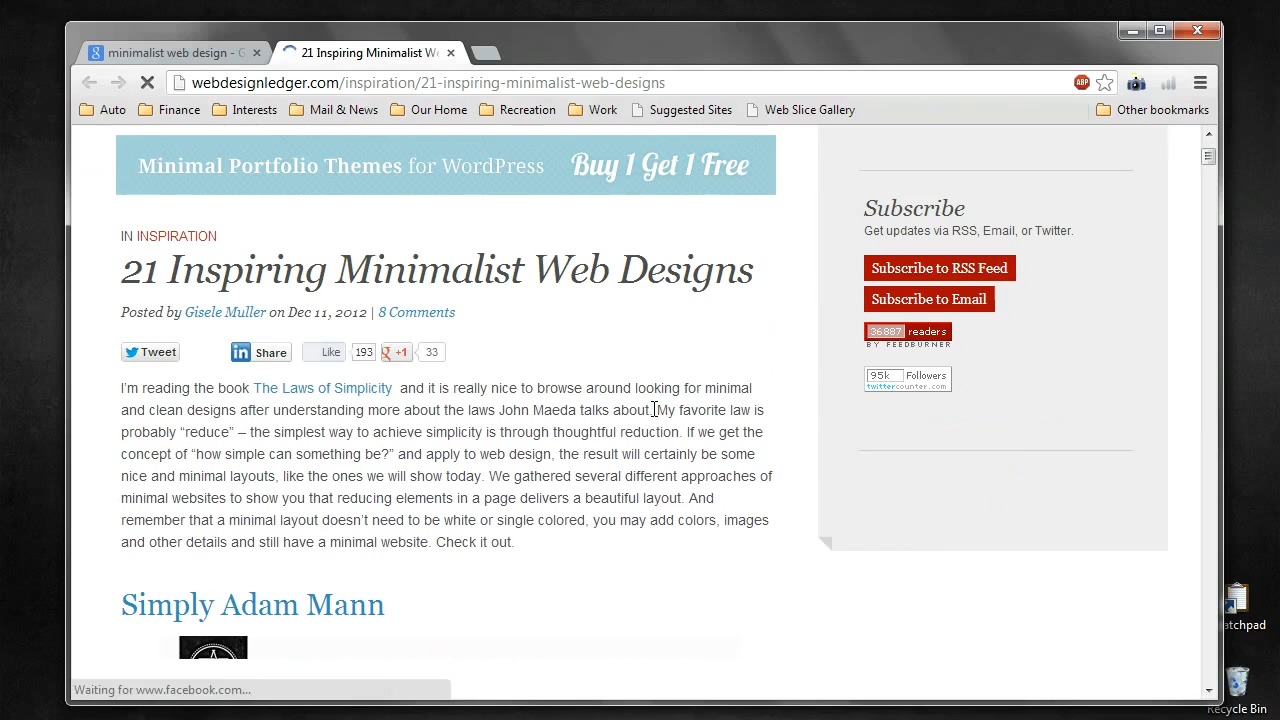 minimalist web design - G
21 Inspiring Minimalist We
webdesignledger.com/inspiration/21-inspiring-minimalist-web-designs
ABP
Auto
Finance
Interests
Mail & News
Our Home
Recreation
Work
Suggested Sites
Web Slice Gallery
Other bookmarks
Minimal Portfolio Themes for WordPress Buy 1 Get 1 Free
IN INSPIRATION
21 Inspiring Minimalist Web Designs
Posted by Gisele Muller on Dec 11, 2012 | 8 Comments
Tweet
in Share
Like 193
g +1 33
I'm reading the book The Laws of Simplicity and it is really nice to browse around looking for minimal
and clean designs after understanding more about the laws John Maeda talks about. My favorite law is
probably “reduce” – the simplest way to achieve simplicity is through thoughtful reduction. If we get the
concept of “how simple can something be?” and apply to web design, the result will certainly be some
nice and minimal layouts, like the ones we will show today. We gathered several different approaches of
minimal websites to show you that reducing elements in a page delivers a beautiful layout. And
remember that a minimal layout doesn't need to be white or single colored, you may add colors, images
and other details and still have a minimal website. Check it out.
Simply Adam Mann
Subscribe
Get updates via RSS, Email, or Twitter.
Subscribe to RSS Feed
Subscribe to Email
36887 readers
BY FEEDBURNER
95k Followers
twittercounter.com
Waiting for www.facebook.com...
atchpad
Recycle Bin